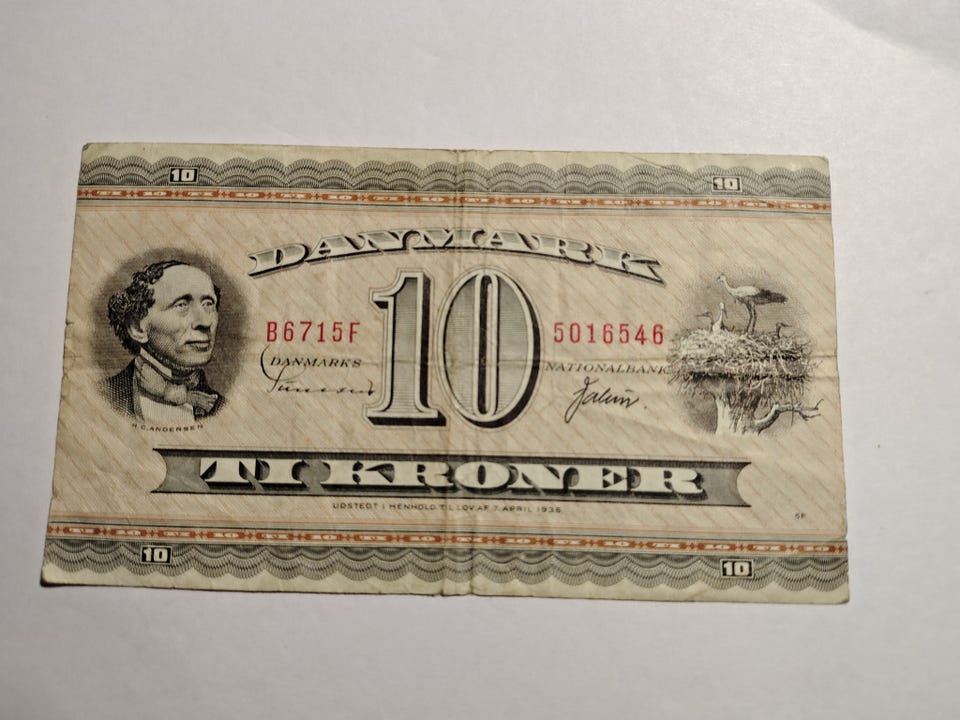 10 10
DANMARK
10
B6715F 5016546
DANMARKS NATIONALBANK
H.C.ANDERSEN
TI KRONER
UDSTEDT I HENHOLD TIL LOV AF 7. APRIL 1936
5F
10 10